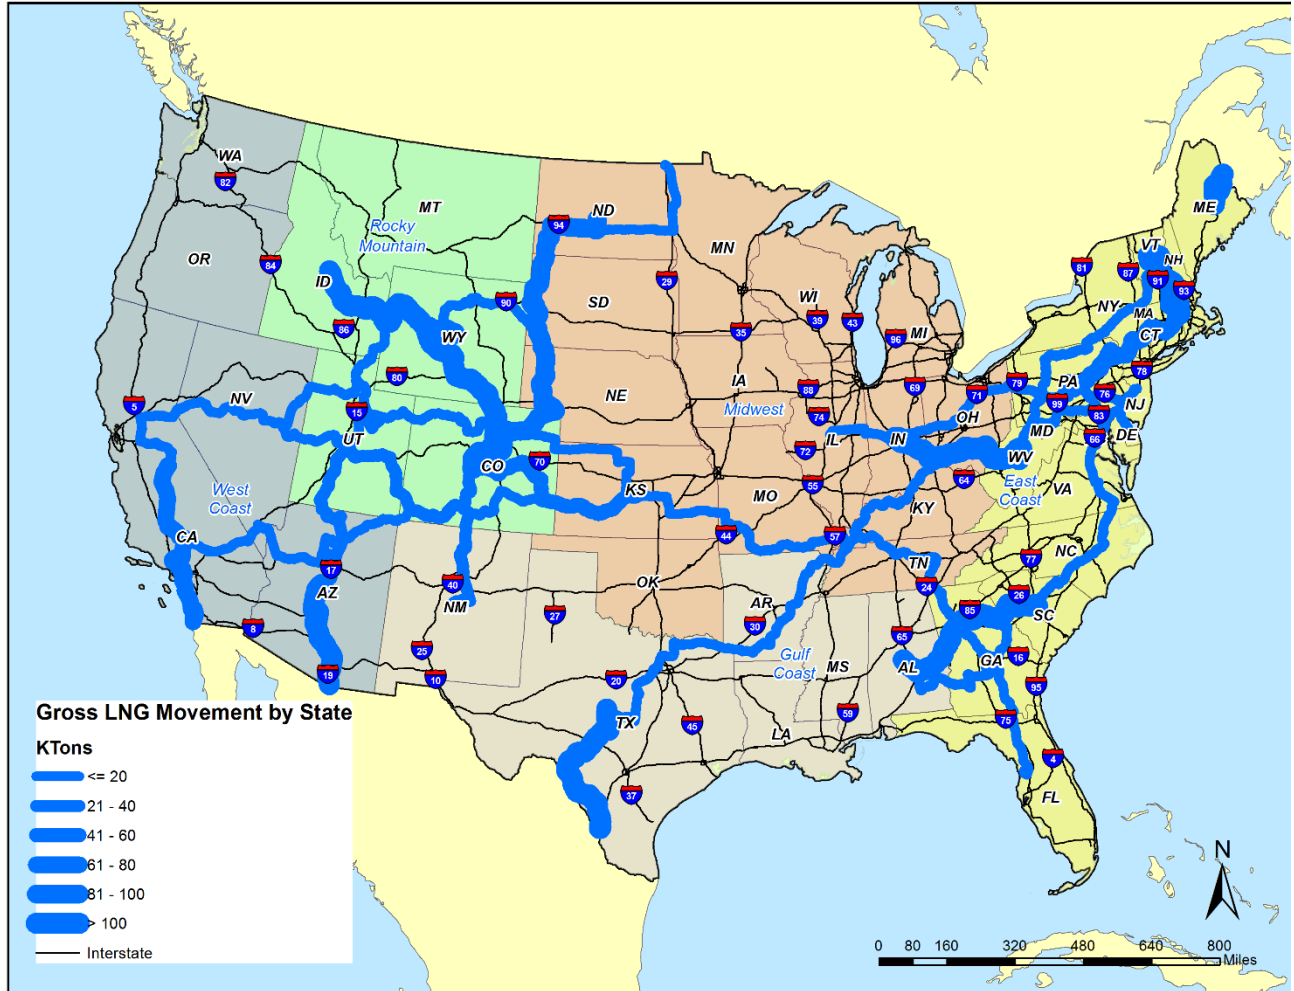 WA
82
MT
Rocky
Mountain
94
ND
MN
ME
VT
NH
OR
84
ID
29
81
87
91
93
SD
WI
NY
MA
90
86
WY
35
39
43
96
MI
CT
80
IA
88
69
71
79
PA
78
NV
5
15
NE
Midwest
74
OH
99
76
NJ
83
MD
DE
UT
CO
70
IL
IN
72
66
WV
KS
MO
55
64
East
Coast
VA
KY
West
Coast
CA
44
57
NC
17
TN
77
AZ
40
OK
24
26
NM
27
AR
30
85
SC
8
25
65
GA
16
Gulf
Coast
MS
AL
19
10
20
95
TX
45
59
75
LA
4
37
FL
Gross LNG Movement by State
KTons
<= 20
21 - 40
41 - 60
61 - 80
81 - 100
> 100
Interstate
N
0 80 160 320 480 640 800
Miles